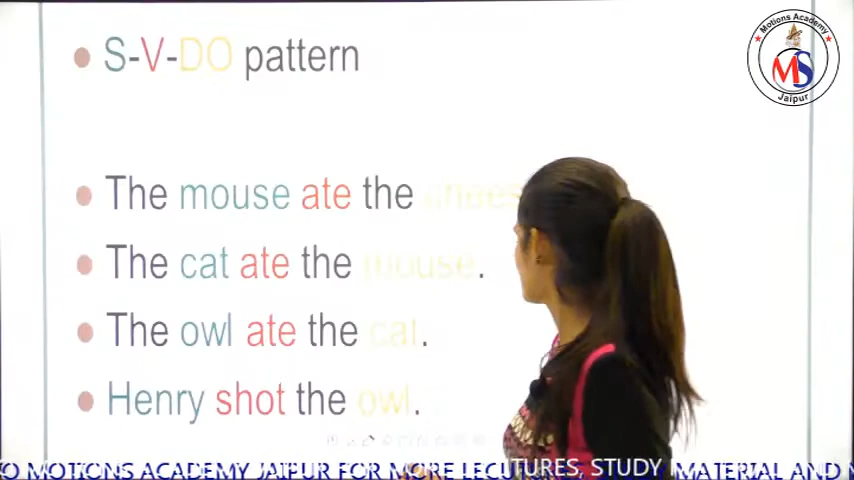 S-V-DO pattern
Motions Academy
MS
Jaipur
The mouse ate the
The cat ate the mouse.
The owl ate the cat.
Henry shot the owl.
O MOTIONS ACADEMY JAIPUR FOR MORE LECUTURES, STUDY MATERIAL AND